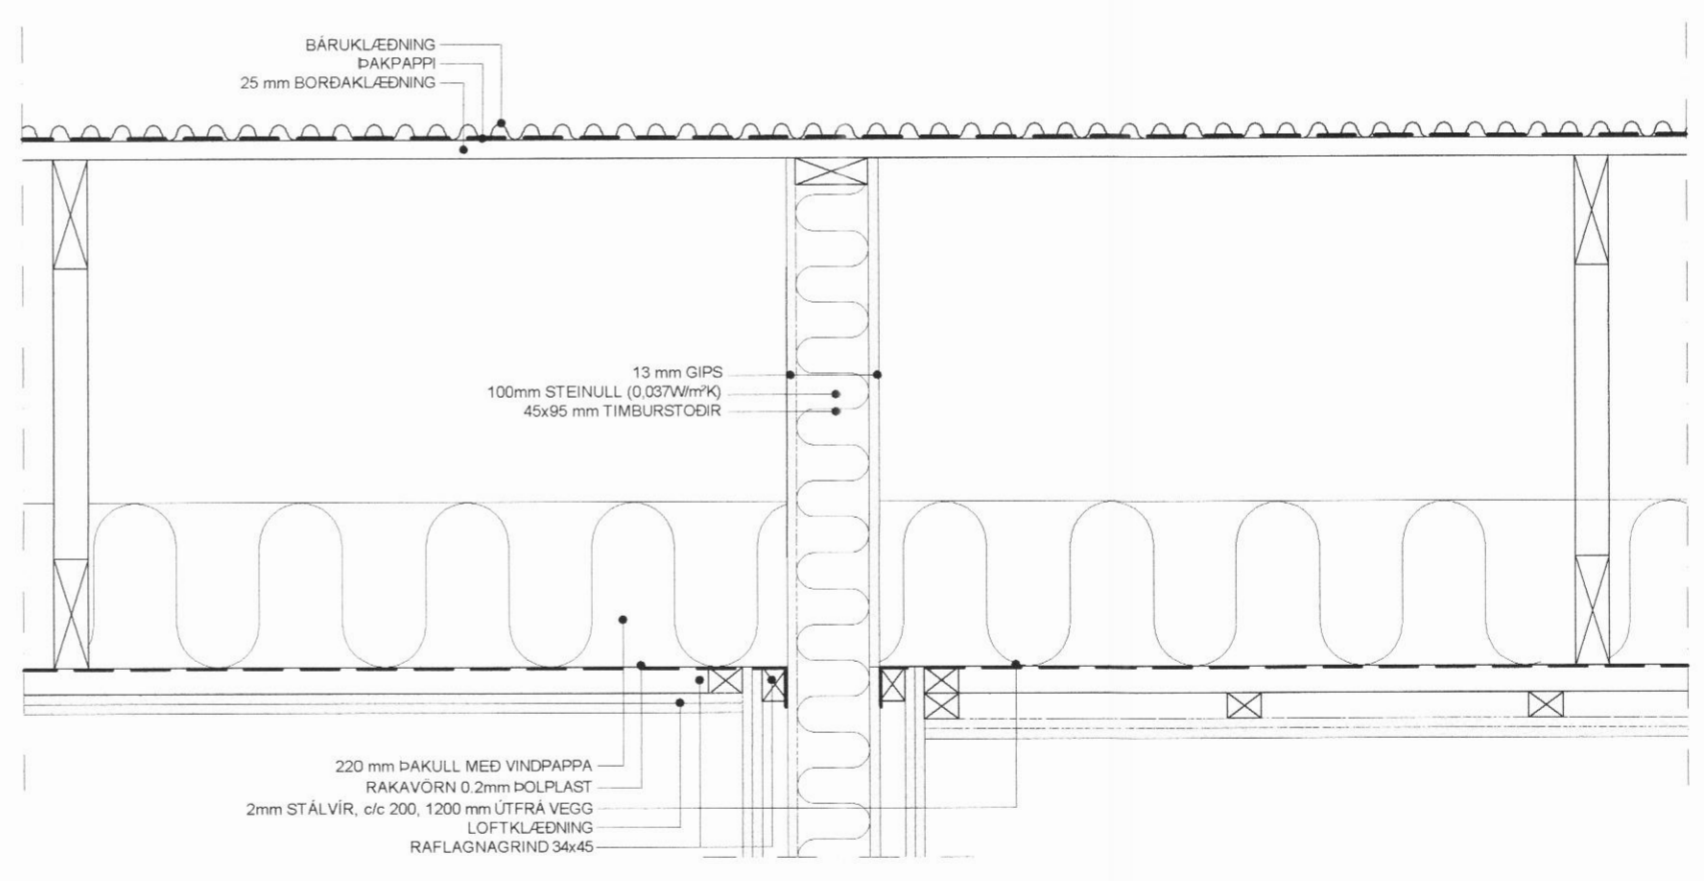 BÁRUKLÆÐNING
ÞAKPAPPI
25 mm BORÐAKLÆÐNING
13 mm GIPS
100mm STEINULL (0,037W/m²K)
45x95 mm TIMBURSTOÐIR
220 mm ÞAKULL MEÐ VINDPAPPA
RAKAVÖRN 0.2mm ÞOLPLAST
2mm STÁLVÍR, c/c 200, 1200 mm ÚTFRÁ VEGG
LOFTKLÆÐNING
RAFLAGNAGRIND 34x45